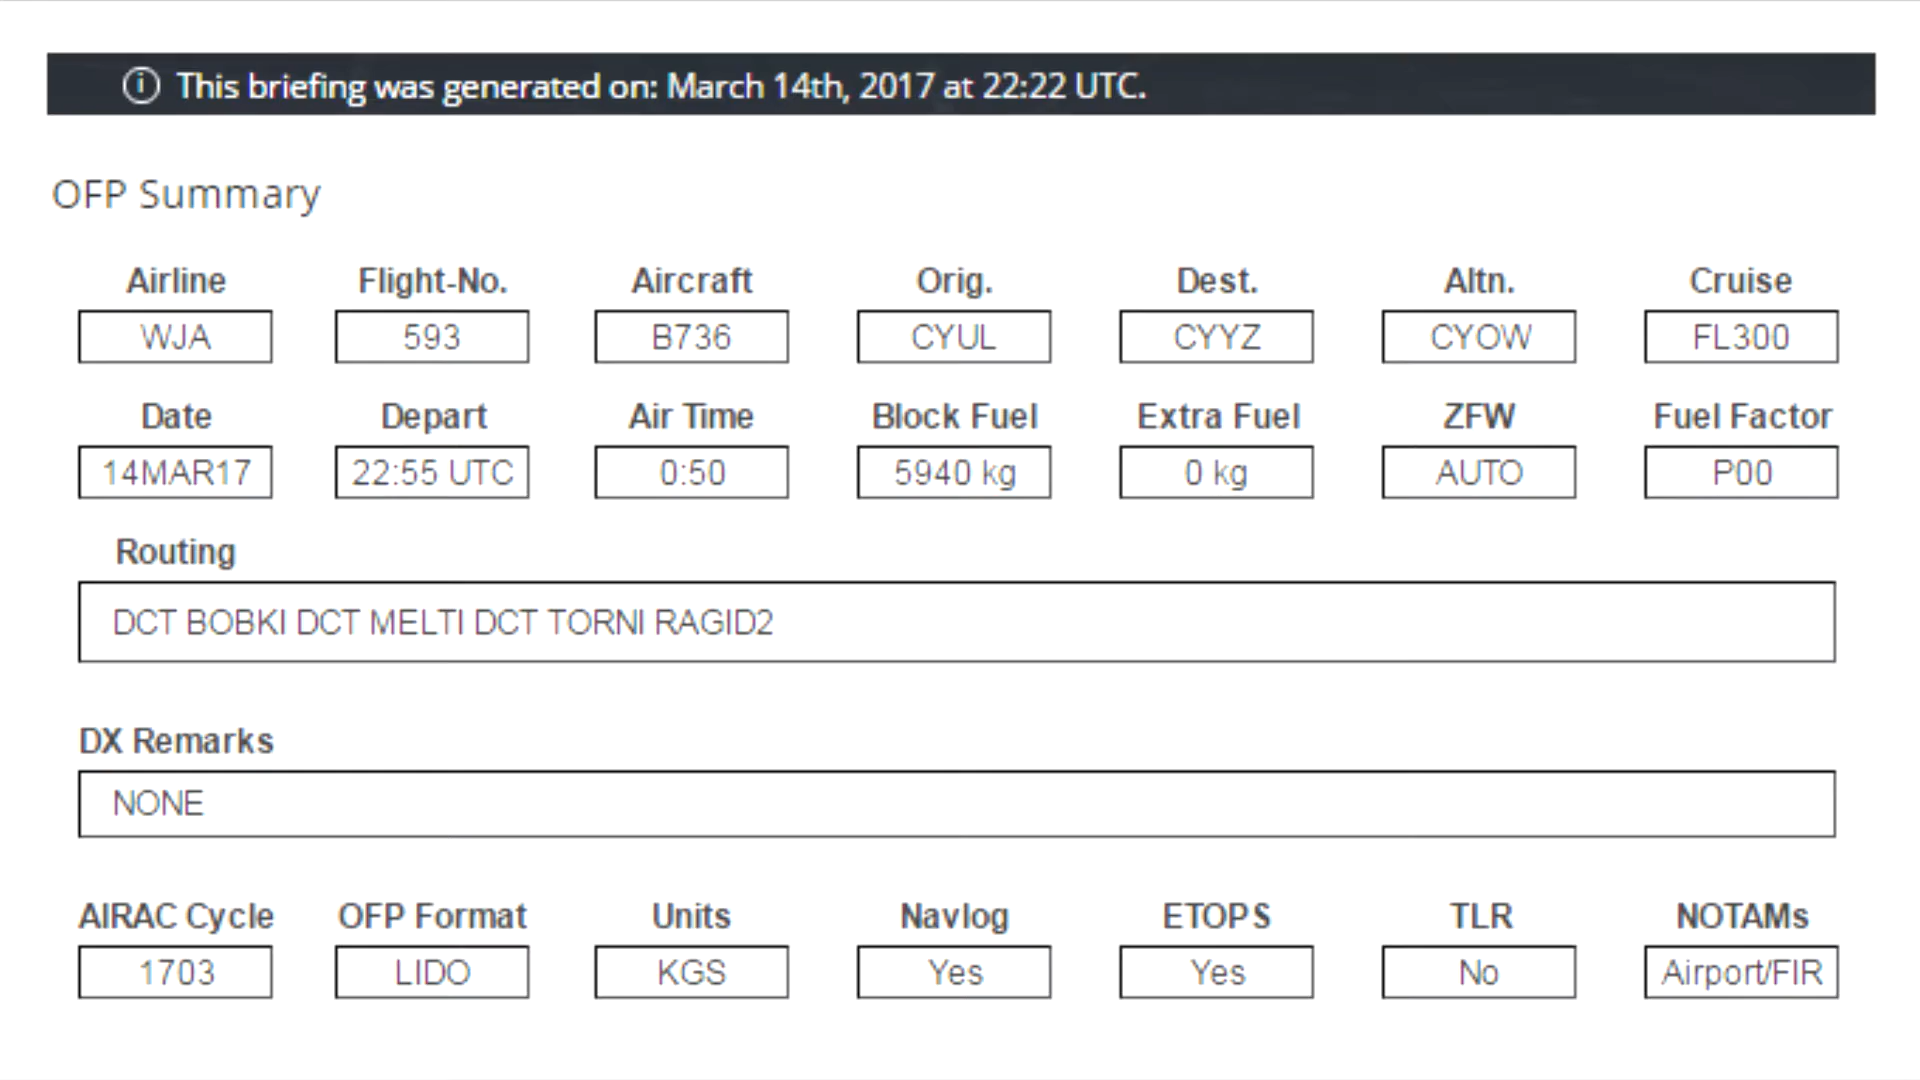 This briefing was generated on: March 14th, 2017 at 22:22 UTC.
OFP Summary
Airline Flight-No. Aircraft Orig. Dest. Altn. Cruise
WJA 593 B736 CYUL CYYZ CYOW FL300
Date Depart Air Time Block Fuel Extra Fuel ZFW Fuel Factor
14MAR17 22:55 UTC 0:50 5940 kg 0 kg AUTO P00
Routing
DCT BOBKI DCT MELTI DCT TORNI RAGID2
DX Remarks
NONE
AIRAC Cycle OFP Format Units Navlog ETOPS TLR NOTAMs
1703 LIDO KGS Yes Yes No Airport/FIR